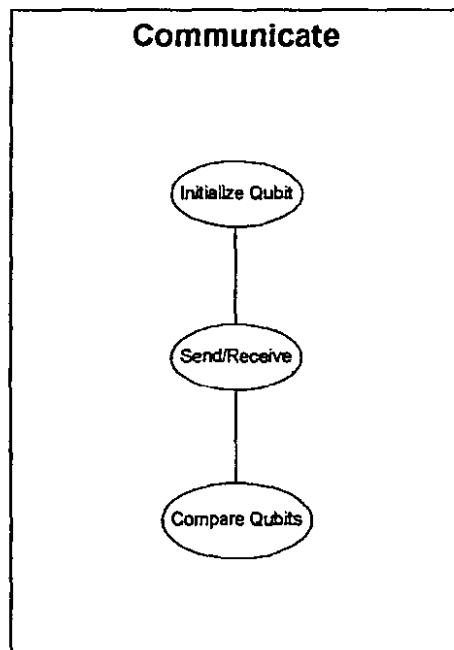 Communicate
Initialize Qubit
Send/Receive
Compare Qubits